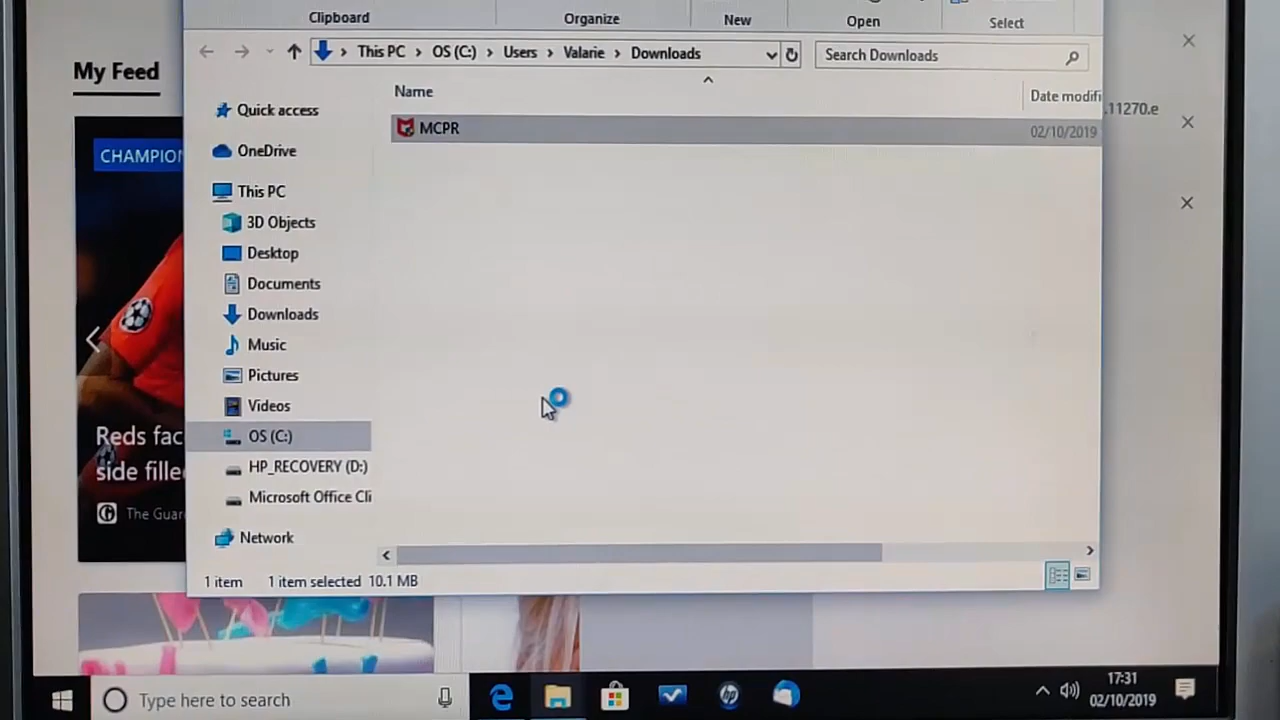 Clipboard
Organize
New
Open
Select
This PC > OS (C:) > Users > Valarie > Downloads
Search Downloads
My Feed
Name
Date modifi
.11270.e
MCPR
02/10/2019
Quick access
OneDrive
This PC
3D Objects
Desktop
Documents
Downloads
Music
Pictures
Videos
OS (C:)
HP_RECOVERY (D:)
Microsoft Office Cli
Network
CHAMPION
Reds fac
side fille
The Guar
1 item
1 item selected 10.1 MB
Type here to search
17:31
02/10/2019